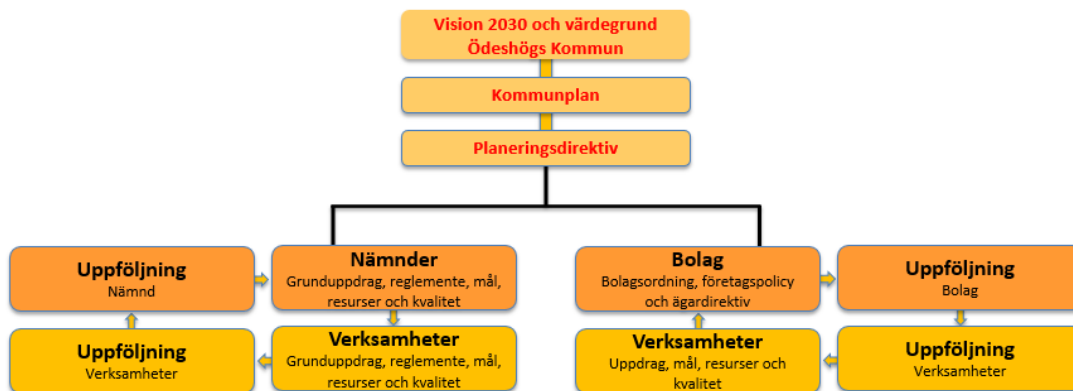 Vision 2030 och värdegrund
Ödeshögs Kommun
Kommunplan
Planeringsdirektiv
Uppföljning
Nämnd
Nämnder
Grunduppdrag, reglemente, mål,
resurser och kvalitet
Bolag
Bolagsordning, företagspolicy
och ägardirektiv
Uppföljning
Bolag
Uppföljning
Verksamheter
Verksamheter
Grunduppdrag, reglemente, mål,
resurser och kvalitet
Verksamheter
Uppdrag, mål, resurser och
kvalitet
Uppföljning
Verksamheter